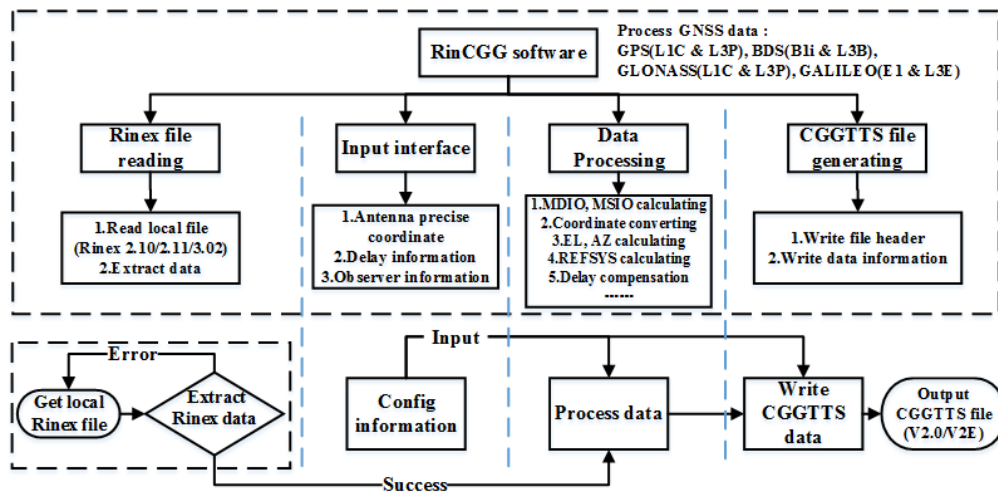 RinCGG software
Process GNSS data :
GPS(L1C & L3P), BDS(B1i & L3B),
GLONASS(L1C & L3P), GALILEO(E1 & L3E)
Rinex file
reading
Input interface
Data
Processing
CGGTTS file
generating
1.Read local file
(Rinex 2.10/2.11/3.02)
2.Extract data
1.Antenna precise
coordinate
2.Delay information
3.Observer information
1.MDIO, MSIO calculating
2.Coordinate converting
3.EL, AZ calculating
4.REFSYS calculating
5.Delay compensation
......
1.Write file header
2.Write data information
Error
Get local
Rinex file
Extract
Rinex data
Success
Input
Config
information
Process data
Write
CGGTTS
data
Output
CGGTTS file
(V2.0/V2E)